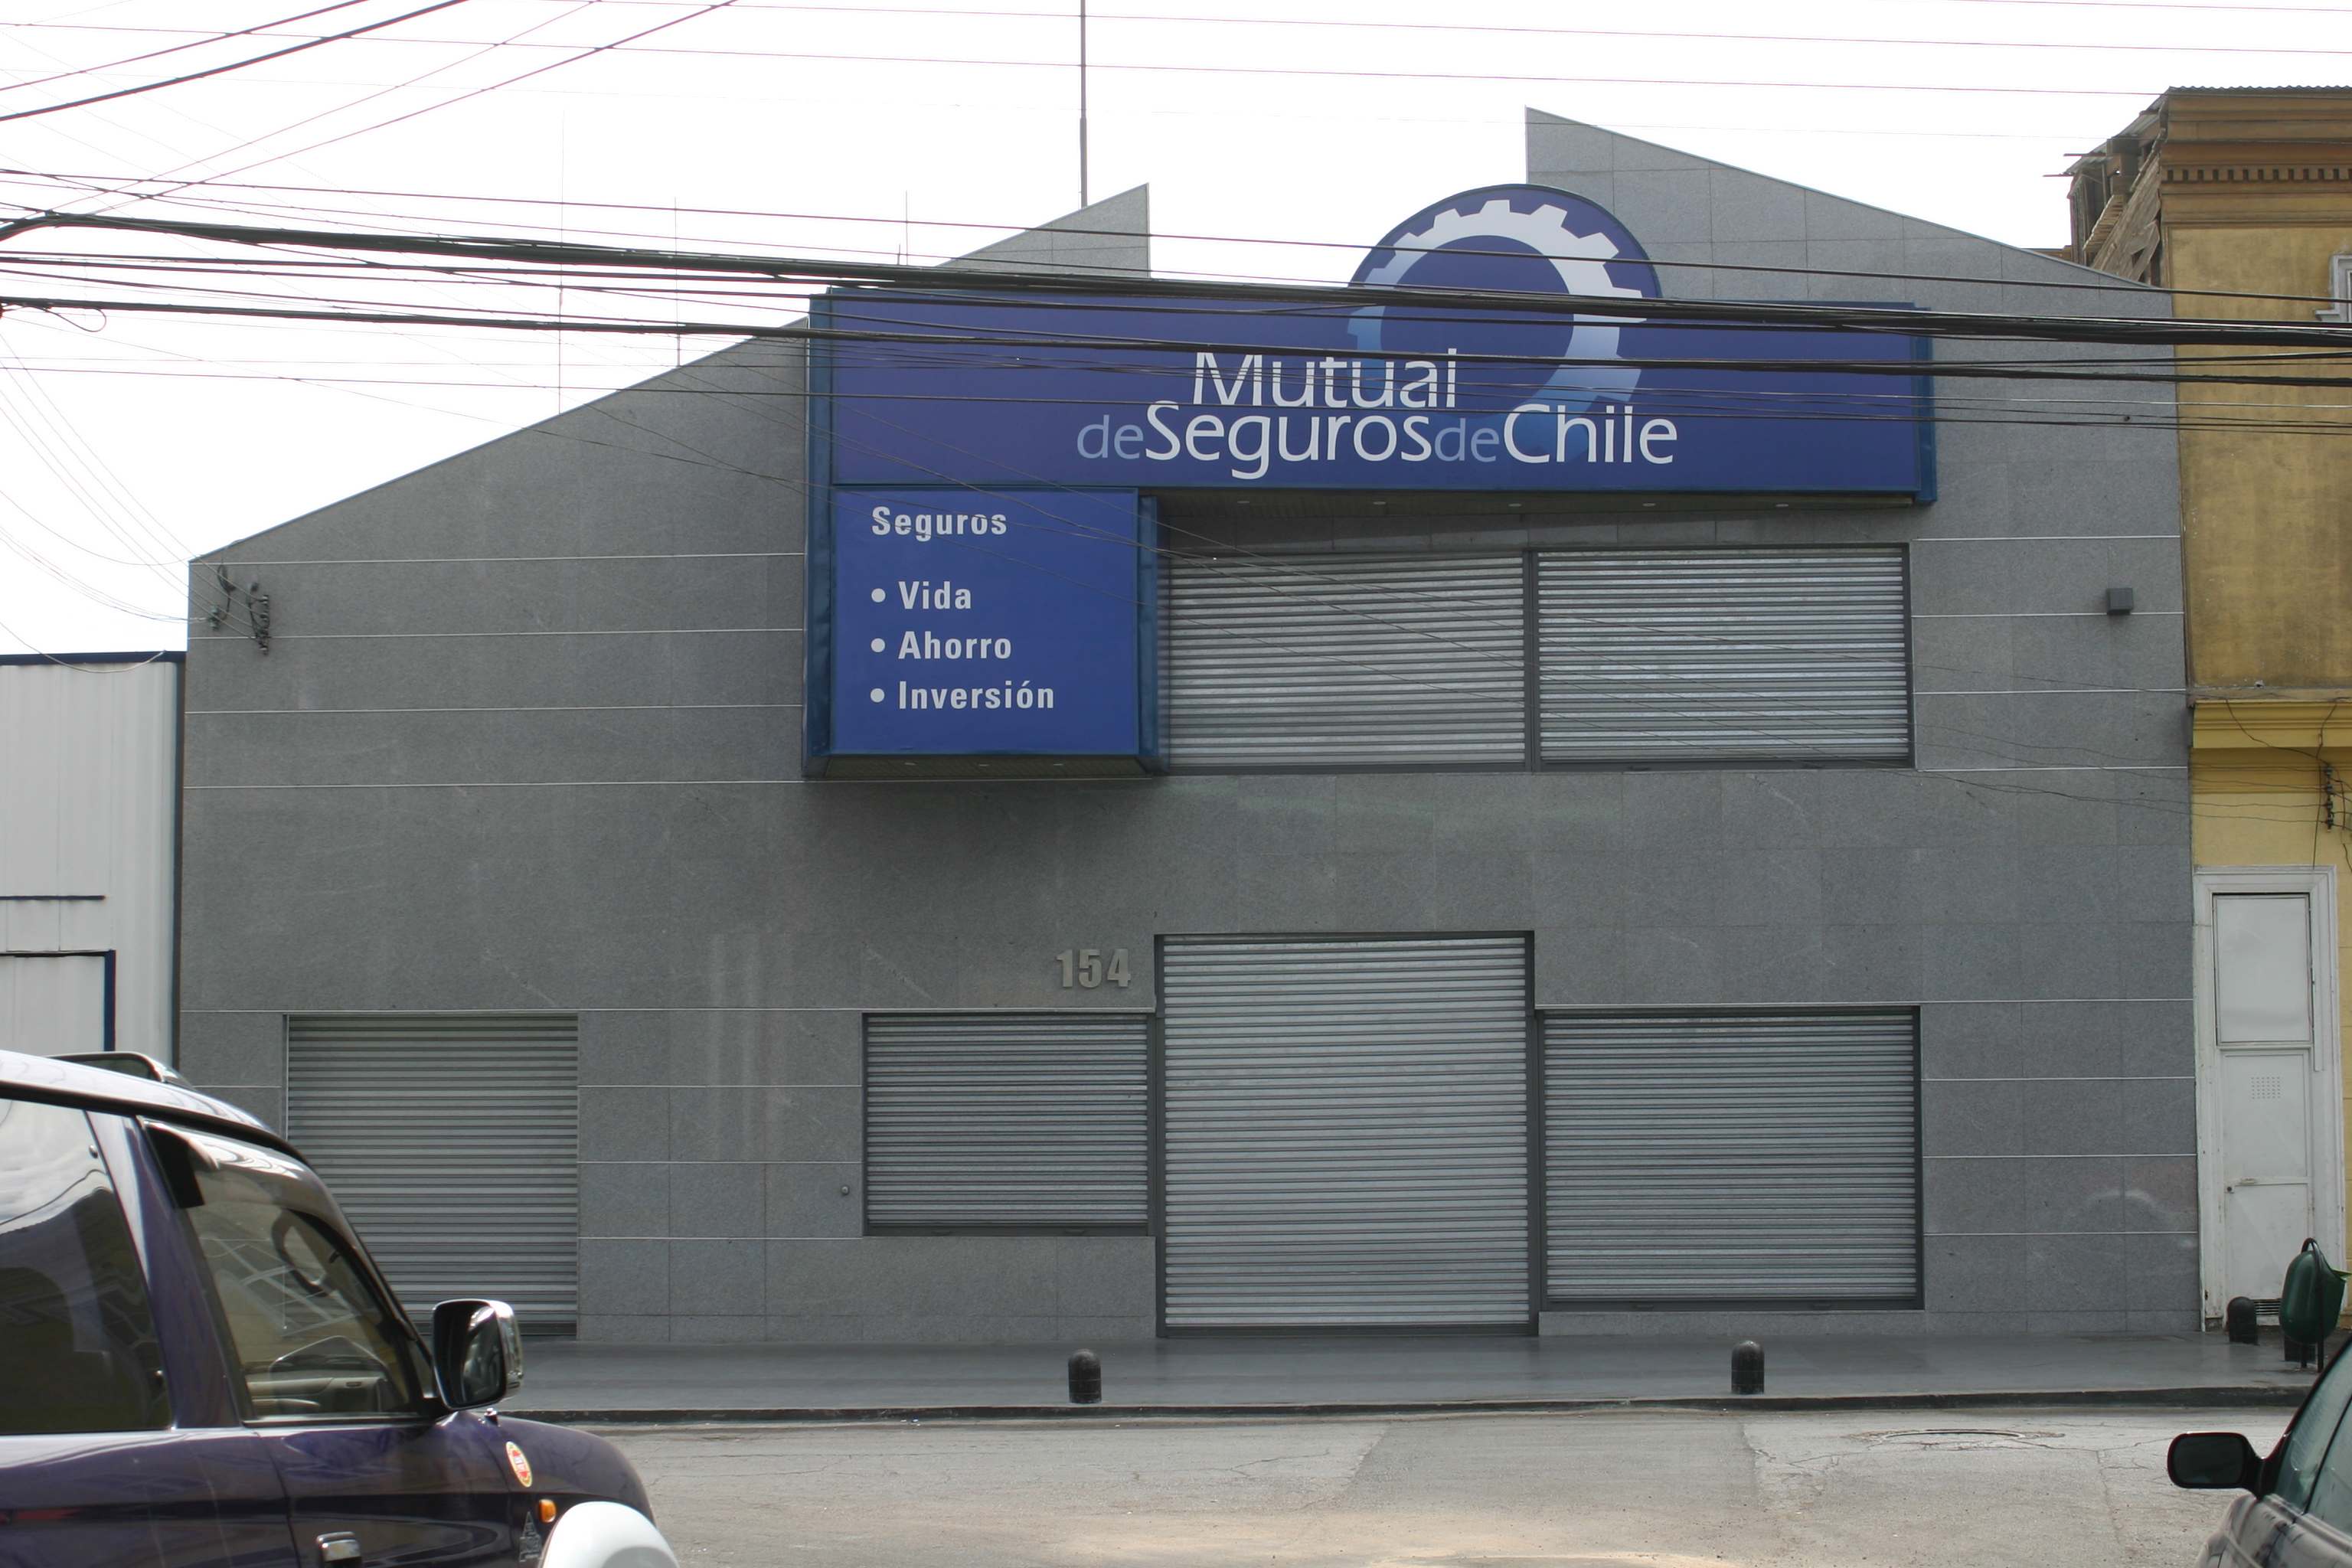 Mutual
deSegurosdeChile
Seguros
• Vida
• Ahorro
• Inversión
154